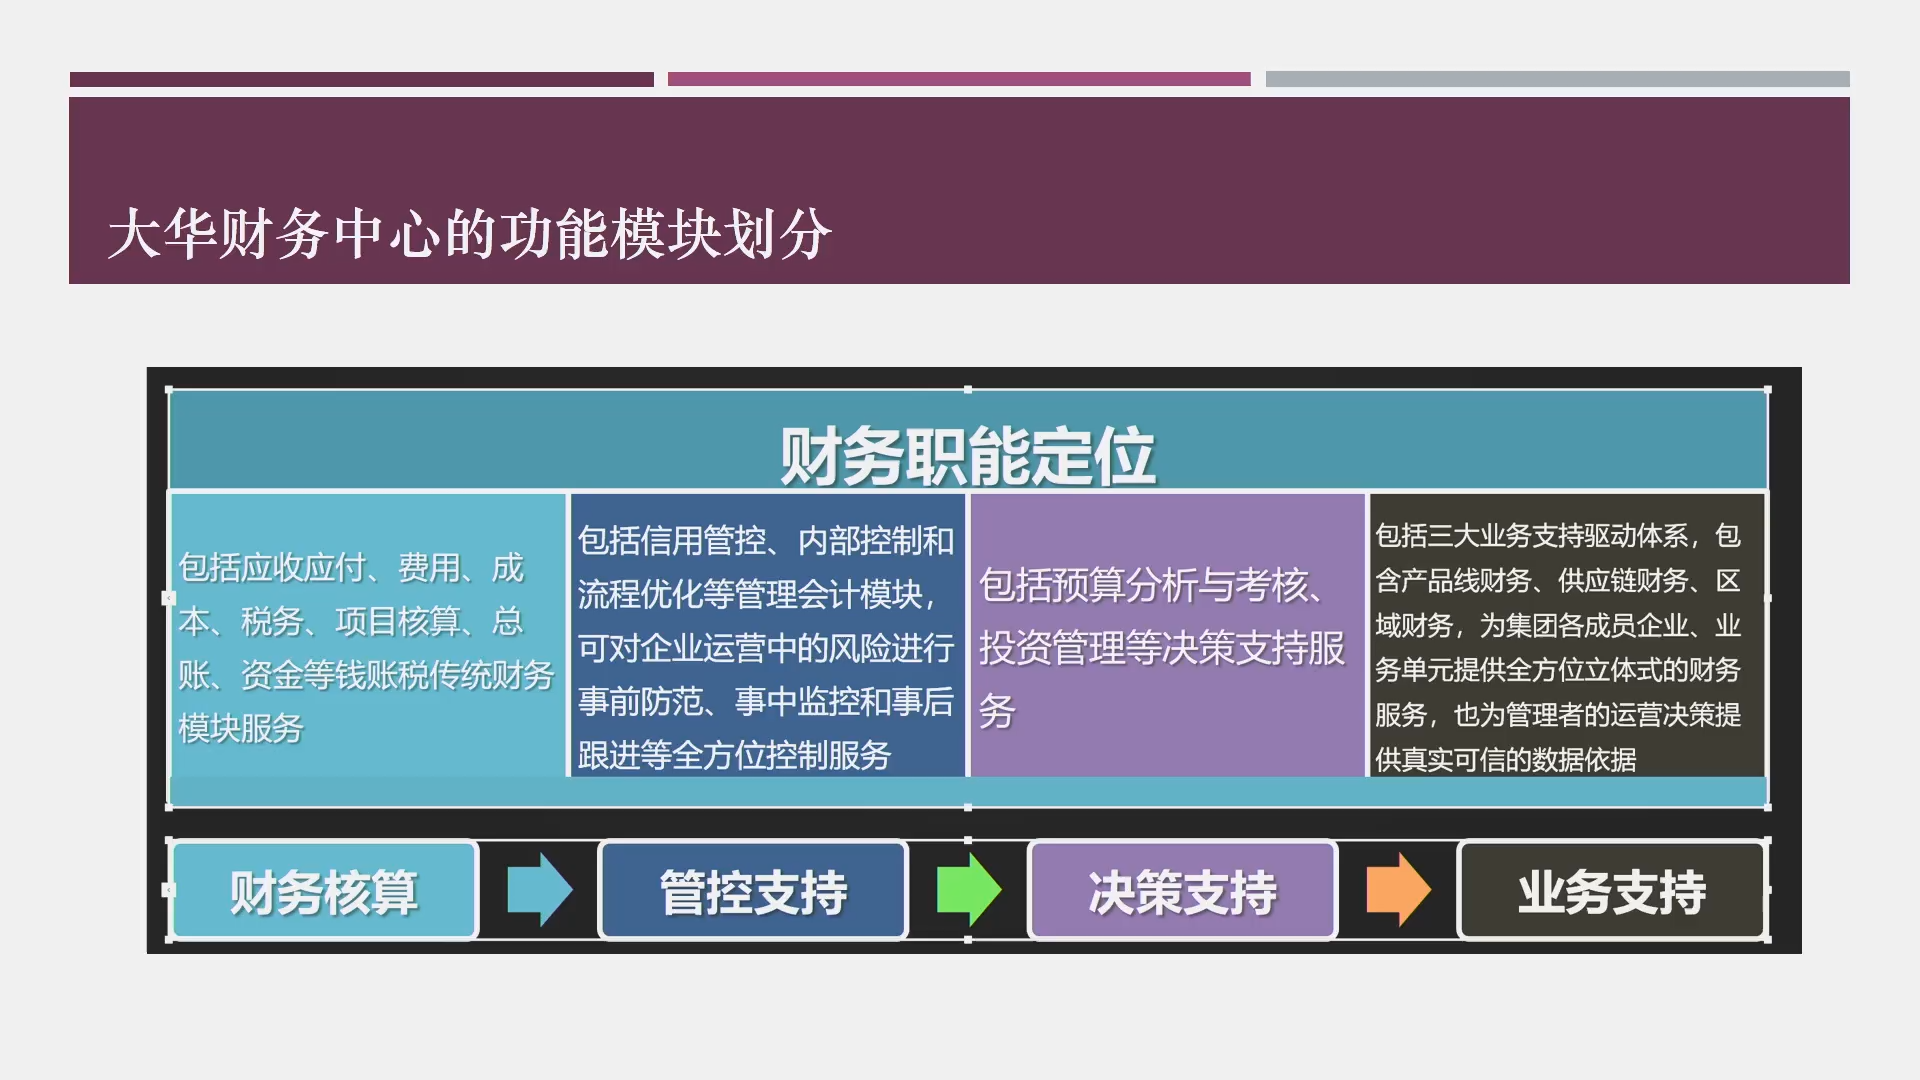 大华财务中心的功能模块划分
财务职能定位
包括应收应付、费用、成
本、税务、项目核算、总
账、资金等钱账税传统财务
模块服务
包括信用管控、内部控制和
流程优化等管理会计模块，
可对企业运营中的风险进行
事前防范、事中监控和事后
跟进等全方位控制服务
包括预算分析与考核、
投资管理等决策支持服
务
包括三大业务支持驱动体系，包
含产品线财务、供应链财务、区
域财务，为集团各成员企业、业
务单元提供全方位立体式的财务
服务，也为管理者的运营决策提
供真实可信的数据依据
财务核算
管控支持
决策支持
业务支持